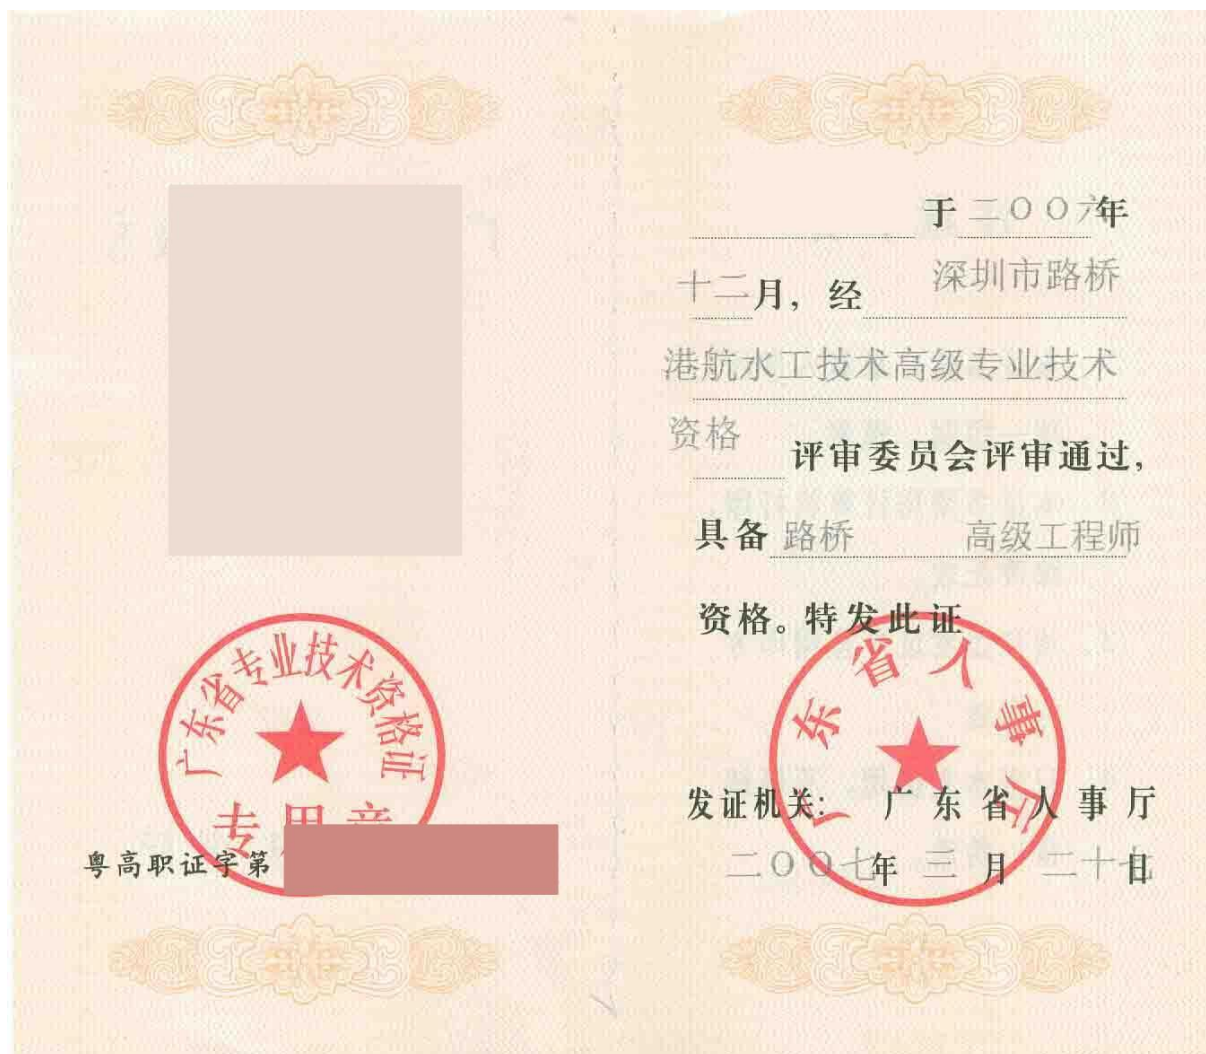 广东省专业技术资格证
专用章
粤高职证字第
于二〇〇六年
十二月，经深圳市路桥
港航水工技术高级专业技术
资格评审委员会评审通过，
具备路桥 高级工程师
资格。特发此证
广东省人事厅
发证机关：广东省人事厅
二〇〇七年三月二十七日